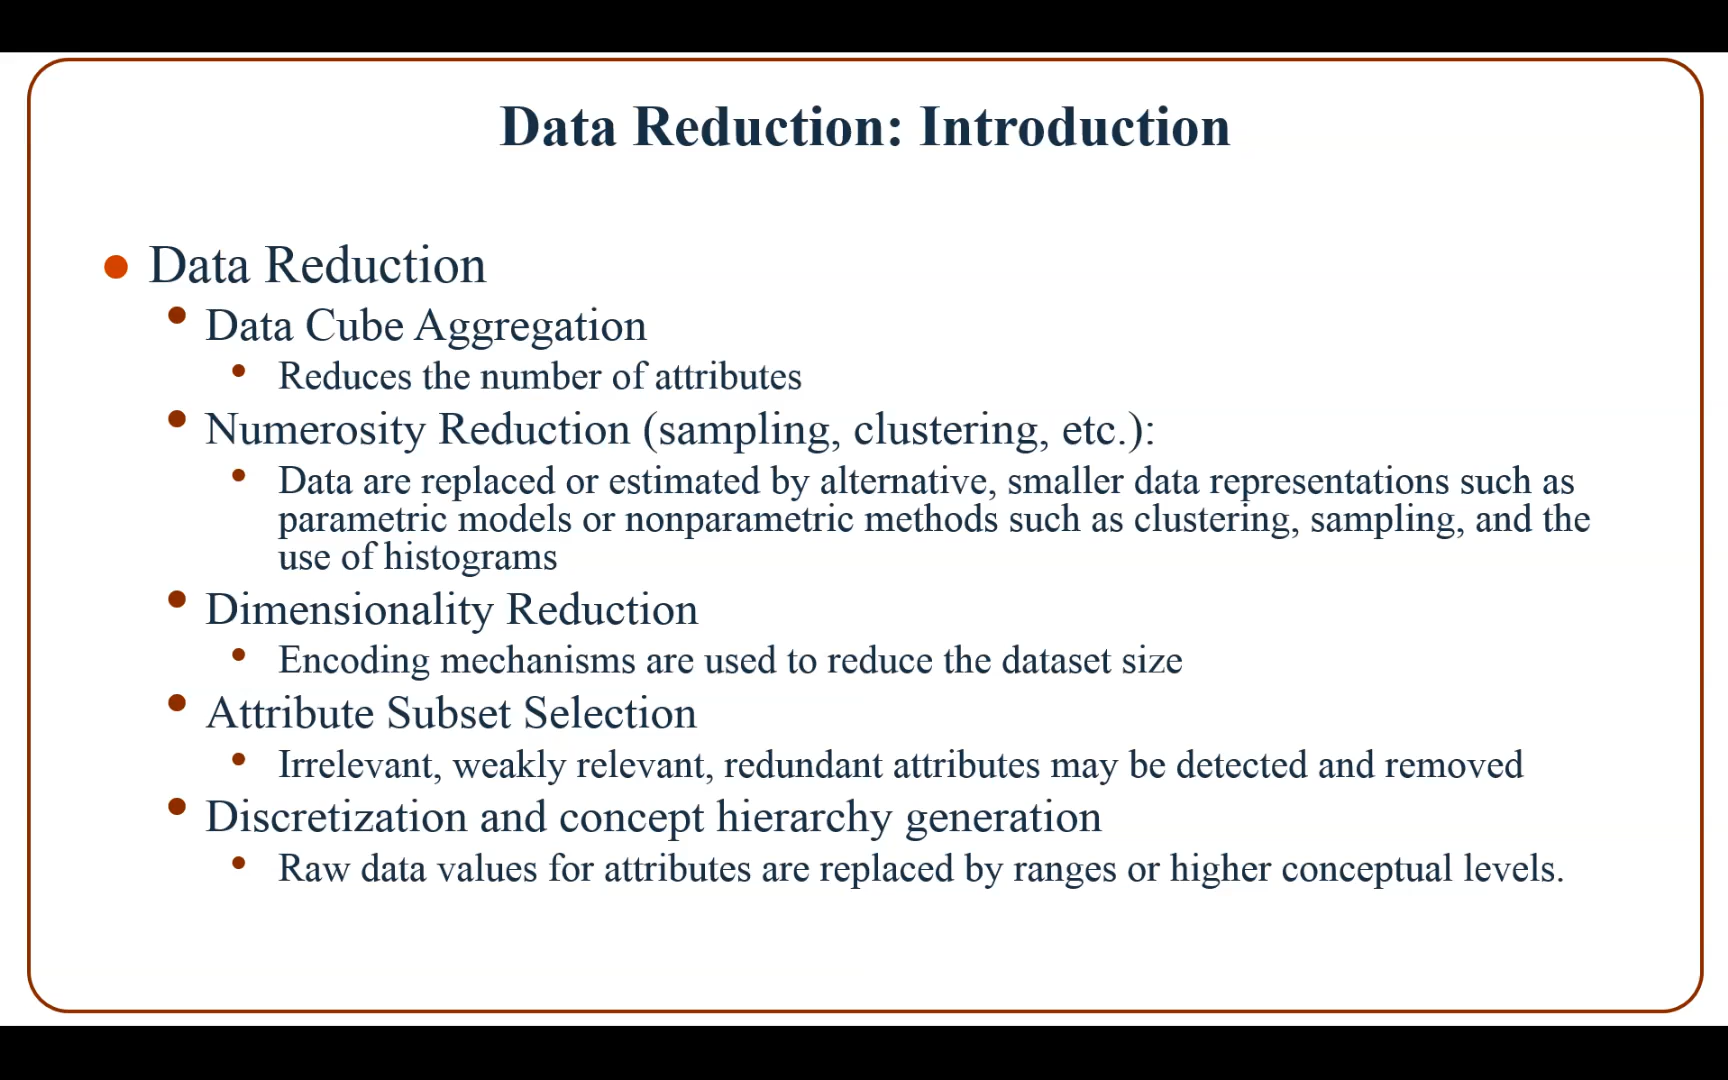 Data Reduction: Introduction
Data Reduction
Data Cube Aggregation
Reduces the number of attributes
Numerosity Reduction (sampling, clustering, etc.):
Data are replaced or estimated by alternative, smaller data representations such as
parametric models or nonparametric methods such as clustering, sampling, and the
use of histograms
Dimensionality Reduction
Encoding mechanisms are used to reduce the dataset size
Attribute Subset Selection
Irrelevant, weakly relevant, redundant attributes may be detected and removed
Discretization and concept hierarchy generation
Raw data values for attributes are replaced by ranges or higher conceptual levels.